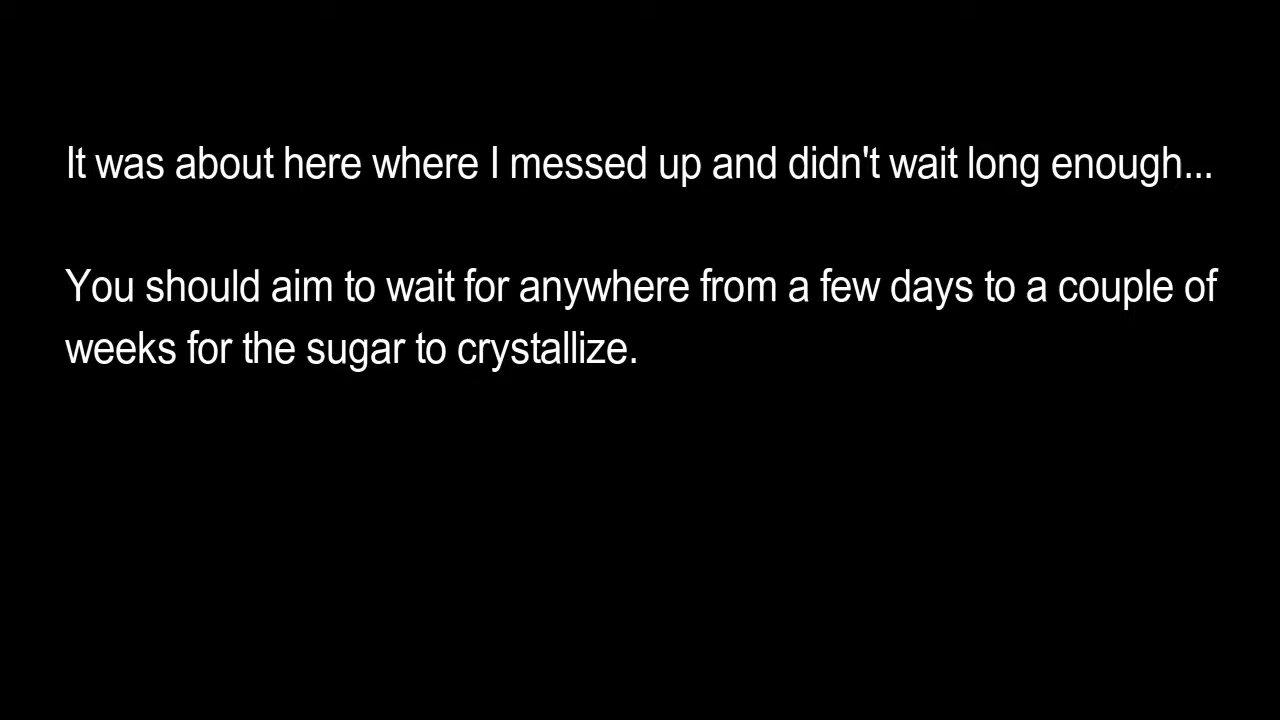 It was about here where I messed up and didn't wait long enough...
You should aim to wait for anywhere from a few days to a couple of
weeks for the sugar to crystallize.